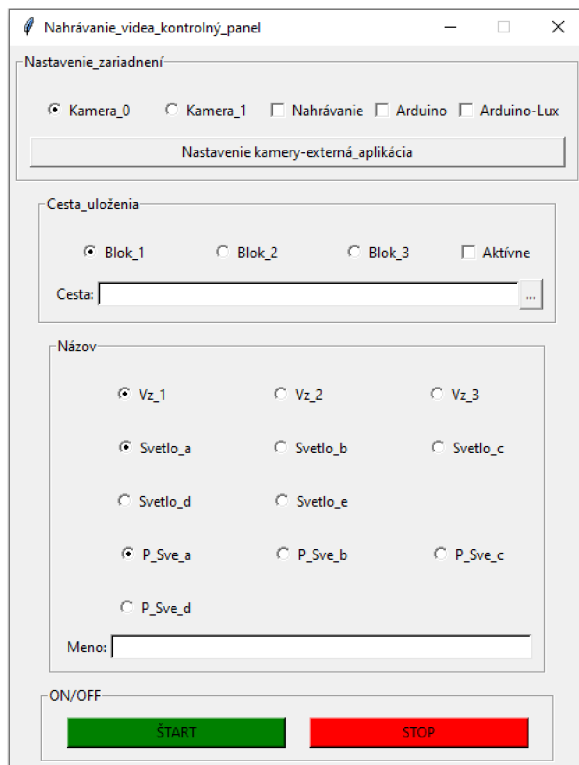 Nahrávanie_videa_kontrolný_panel
Nastavenie_zariadnení
Kamera_0 Kamera_1 Nahrávanie Arduino Arduino-Lux
Nastavenie kamery-externá_aplikácia
Cesta_uloženia
Blok_1 Blok_2 Blok_3 Aktívne
Cesta: ...
Názov
Vz_1 Vz_2 Vz_3
Svetlo_a Svetlo_b Svetlo_c
Svetlo_d Svetlo_e
P_Sve_a P_Sve_b P_Sve_c
P_Sve_d
Meno:
ON/OFF
ŠTART STOP